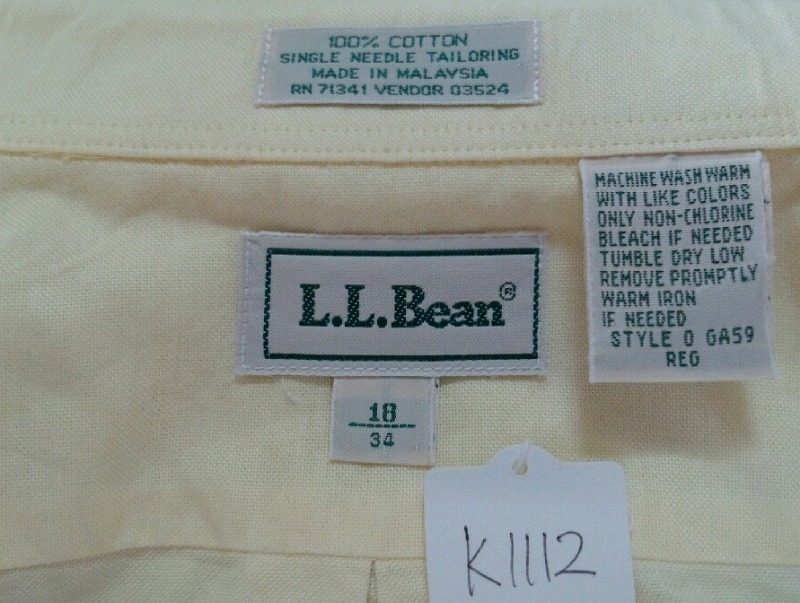 100% COTTON
SINGLE NEEDLE TAILORING
MADE IN MALAYSIA
RN 71341 VENDOR 03524
MACHINE WASH WARM
WITH LIKE COLORS
ONLY NON-CHLORINE
BLEACH IF NEEDED
TUMBLE DRY LOW
REMOVE PROMPTLY
WARM IRON
IF NEEDED
STYLE 0 GA59
REG
L.L.Bean®
18
34
K1112